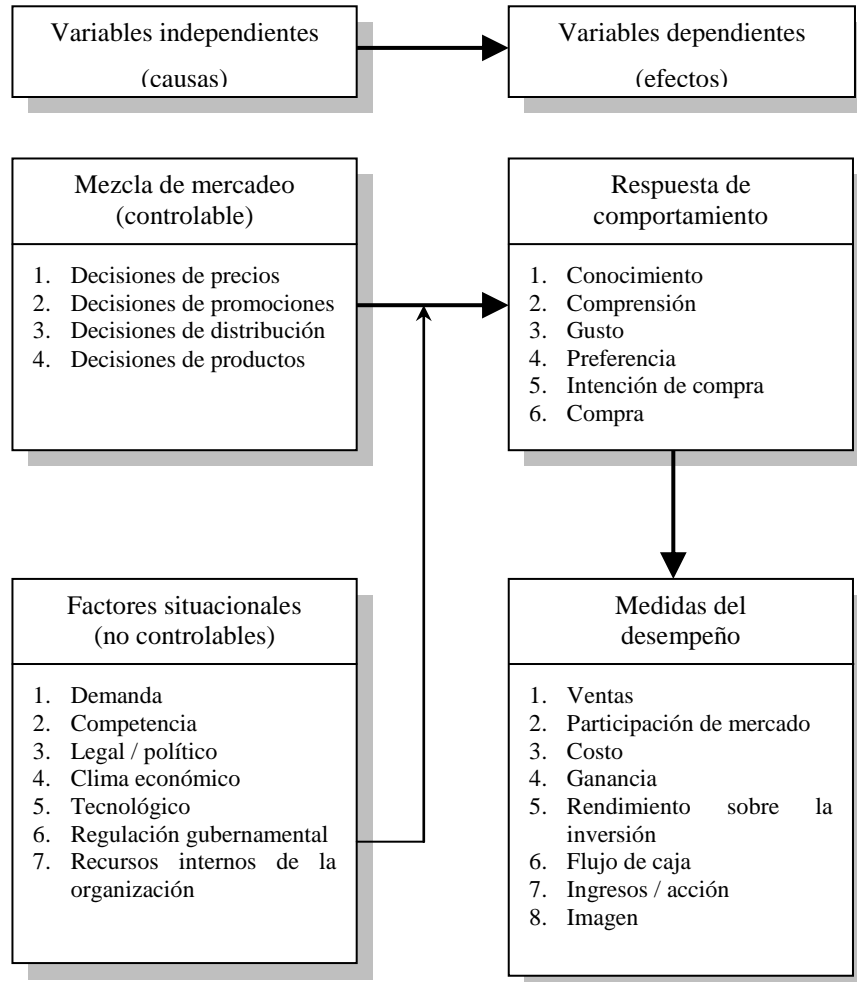 Variables independientes
(causas)
Variables dependientes
(efectos)
Mezcla de mercadeo
(controlable)
1. Decisiones de precios
2. Decisiones de promociones
3. Decisiones de distribución
4. Decisiones de productos
Respuesta de
comportamiento
1. Conocimiento
2. Comprensión
3. Gusto
4. Preferencia
5. Intención de compra
6. Compra
Factores situacionales
(no controlables)
1. Demanda
2. Competencia
3. Legal / político
4. Clima económico
5. Tecnológico
6. Regulación gubernamental
7. Recursos internos de la
organización
Medidas del
desempeño
1. Ventas
2. Participación de mercado
3. Costo
4. Ganancia
5. Rendimiento sobre la
inversión
6. Flujo de caja
7. Ingresos / acción
8. Imagen